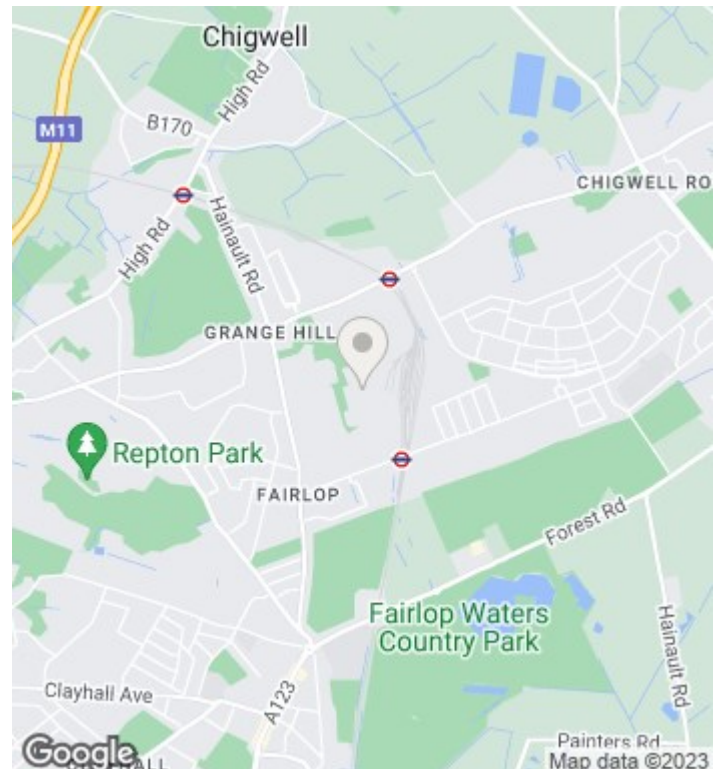 Chigwell
High Rd
B170
M11
CHIGWELL RO
Hainault Rd
High Rd
GRANGE HILL
Repton Park
FAIRLOP
Forest Rd
Fairlop Waters
Country Park
Hainault Rd
Clayhall Ave
A123
Painters Rd
Google
Map data ©2023